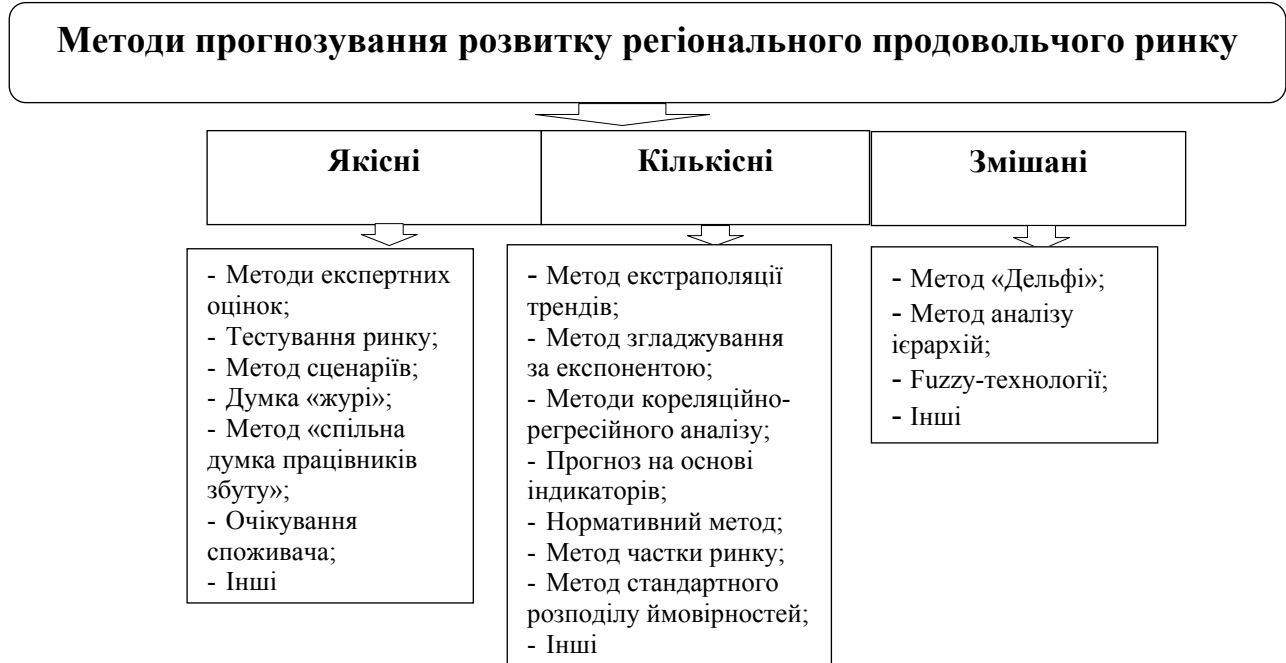 Методи прогнозування розвитку регіонального продовольчого ринку
Якісні
Кількісні
Змішані
- Методи експертних
оцінок;
- Тестування ринку;
- Метод сценаріїв;
- Думка «журі»;
- Метод «спільна
думка працівників
збуту»;
- Очікування
споживача;
- Інші
- Метод екстраполяції
трендів;
- Метод згладжування
за експонентою;
- Методи кореляційно-
регресійного аналізу;
- Прогноз на основі
індикаторів;
- Нормативний метод;
- Метод частки ринку;
- Метод стандартного
розподілу ймовірностей;
- Інші
- Метод «Дельфі»;
- Метод аналізу
ієрархій;
- Fuzzy-технології;
- Інші